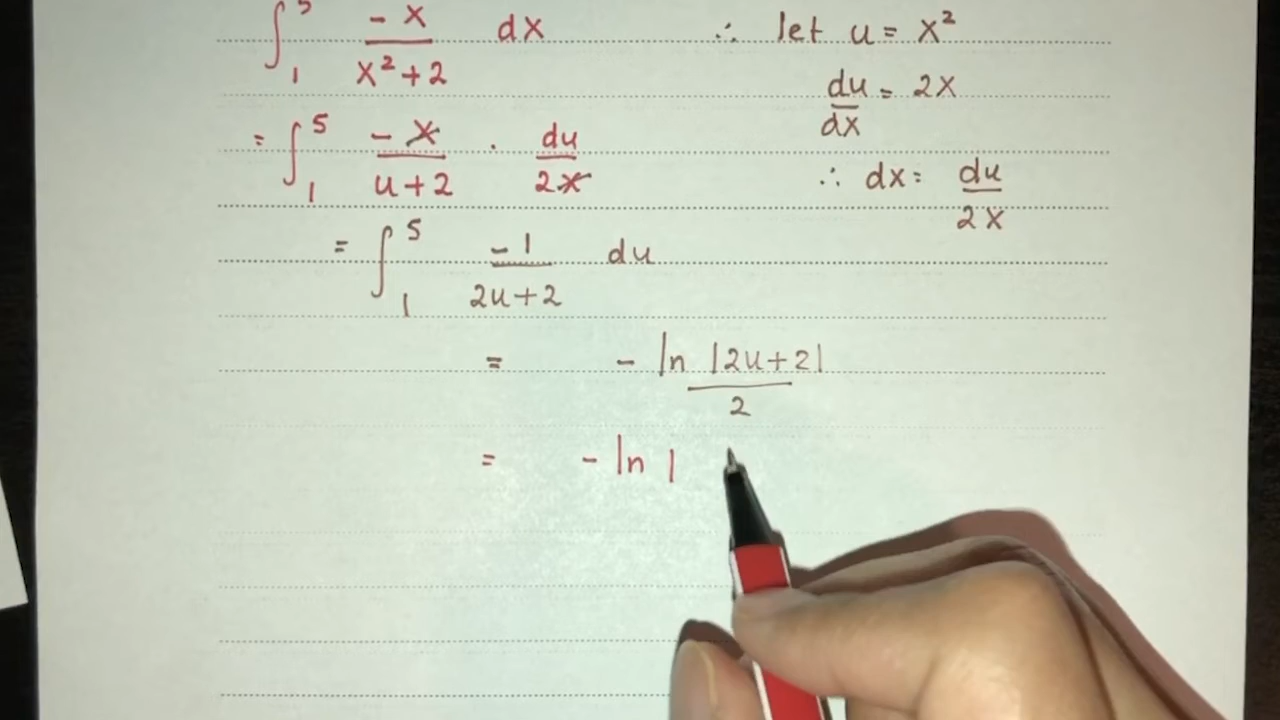 ∫₁⁵ -x/(x²+2) dx ∴ let u = x²
du/dx = 2x
= ∫₁⁵ -x/(u+2) · du/2x ∴ dx = du/2x
= ∫₁⁵ -1/(2u+2) du
= - ln |2u+2|/2
= - ln |